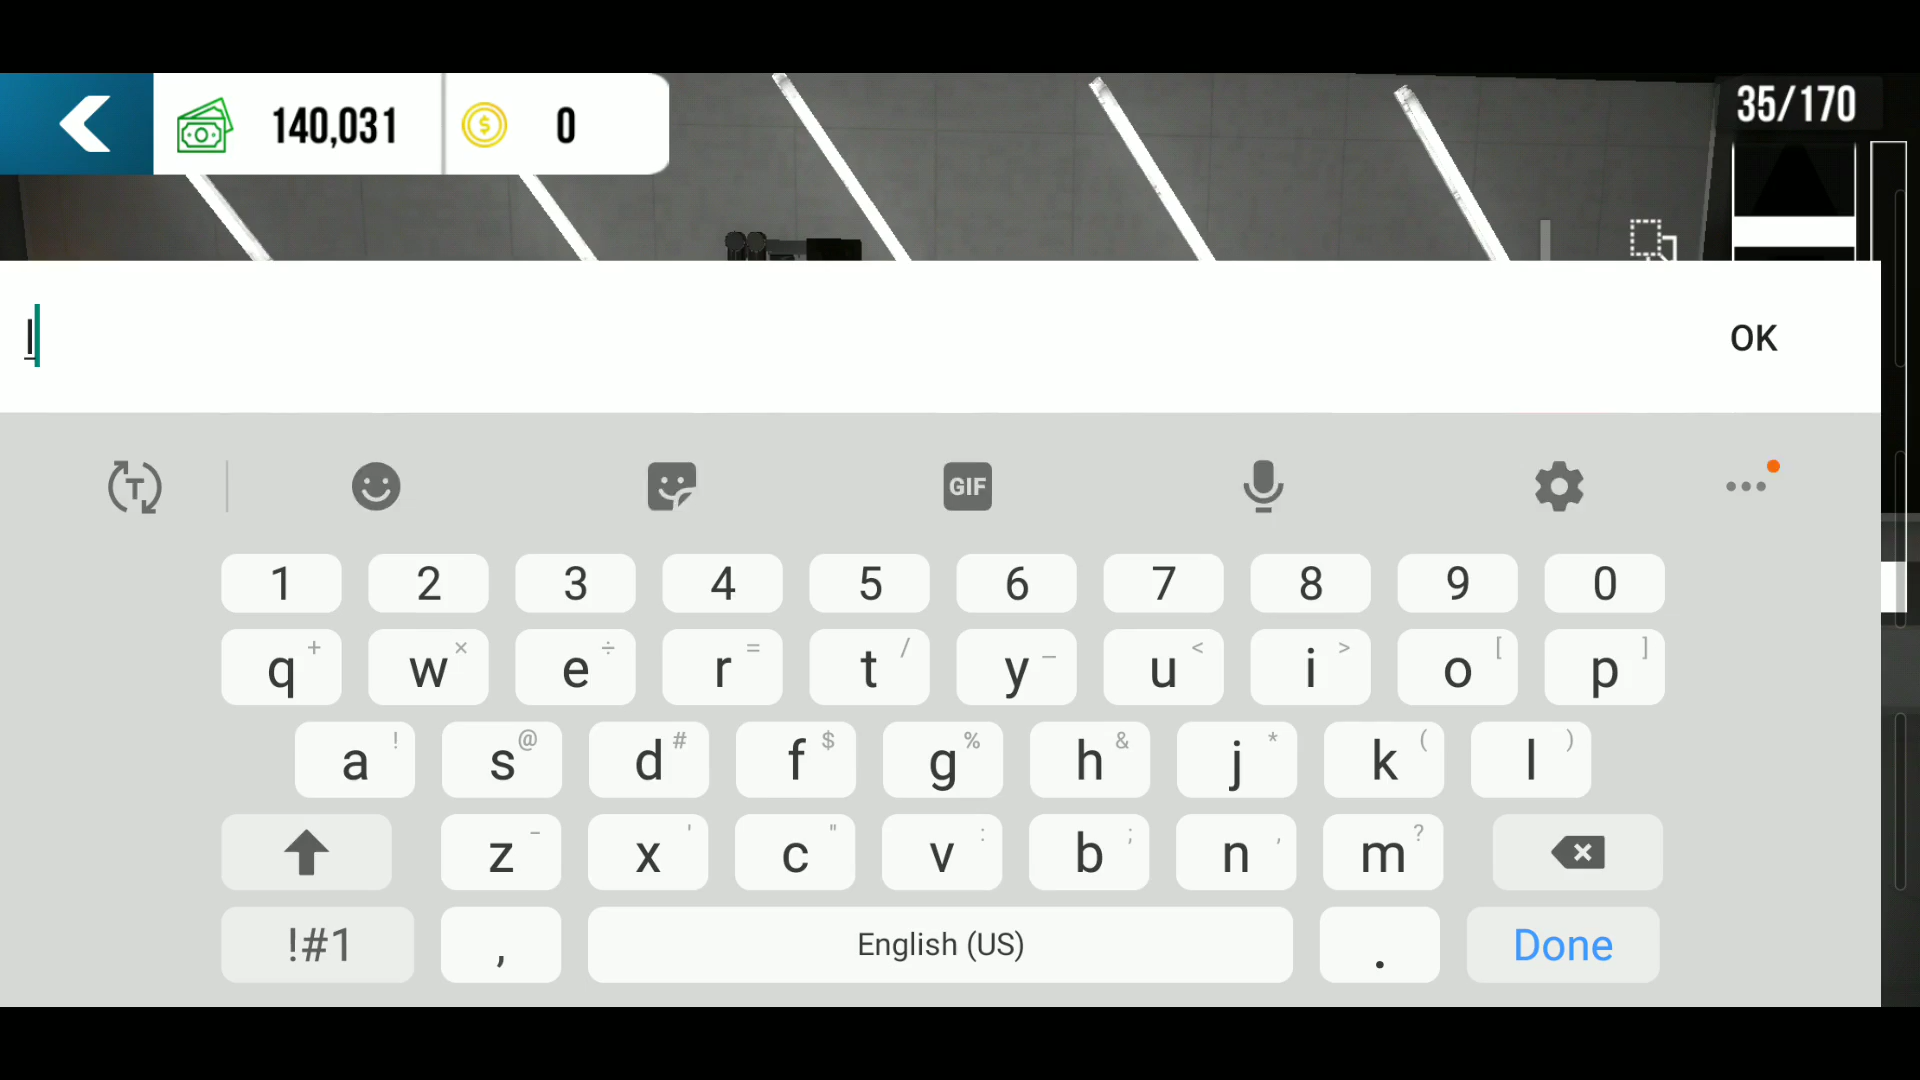 140,031
0
35/170
l
OK
T
GIF
1 2 3 4 5 6 7 8 9 0
q + w × e ÷ r = t / y _ u < i > o [ p ]
a ! s @ d # f $ g % h & j * k ( l )
z - x ' c " v : b ; n , m ?
!#1 , English (US) . Done